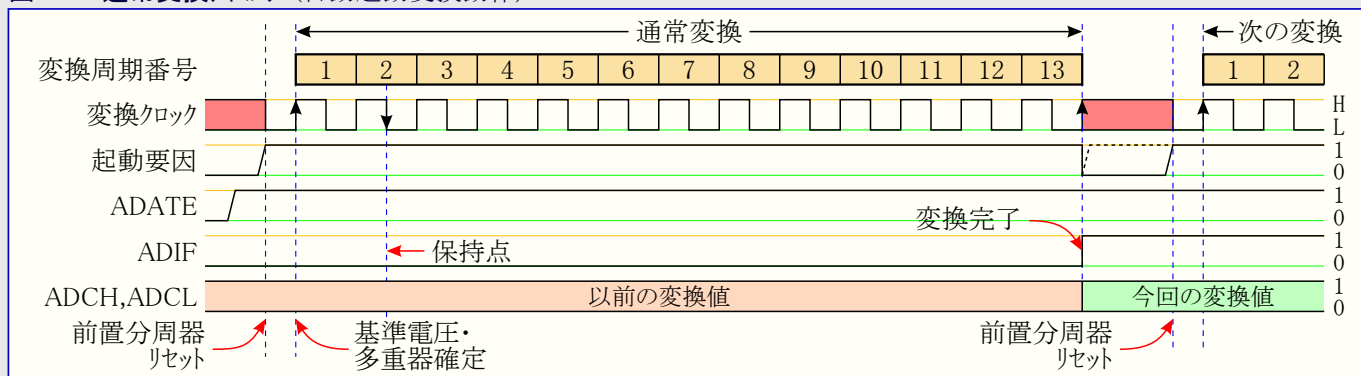 通常変換
次の変換
変換周期番号 1 2 3 4 5 6 7 8 9 10 11 12 13 1 2
変換クロック H L
起動要因 1 0
ADATE 1 0
変換完了
ADIF 保持点 1 0
ADCH,ADCL 以前の変換値 今回の変換値 1 0
前置分周器
リセット
基準電圧・
多重器確定
前置分周器
リセット